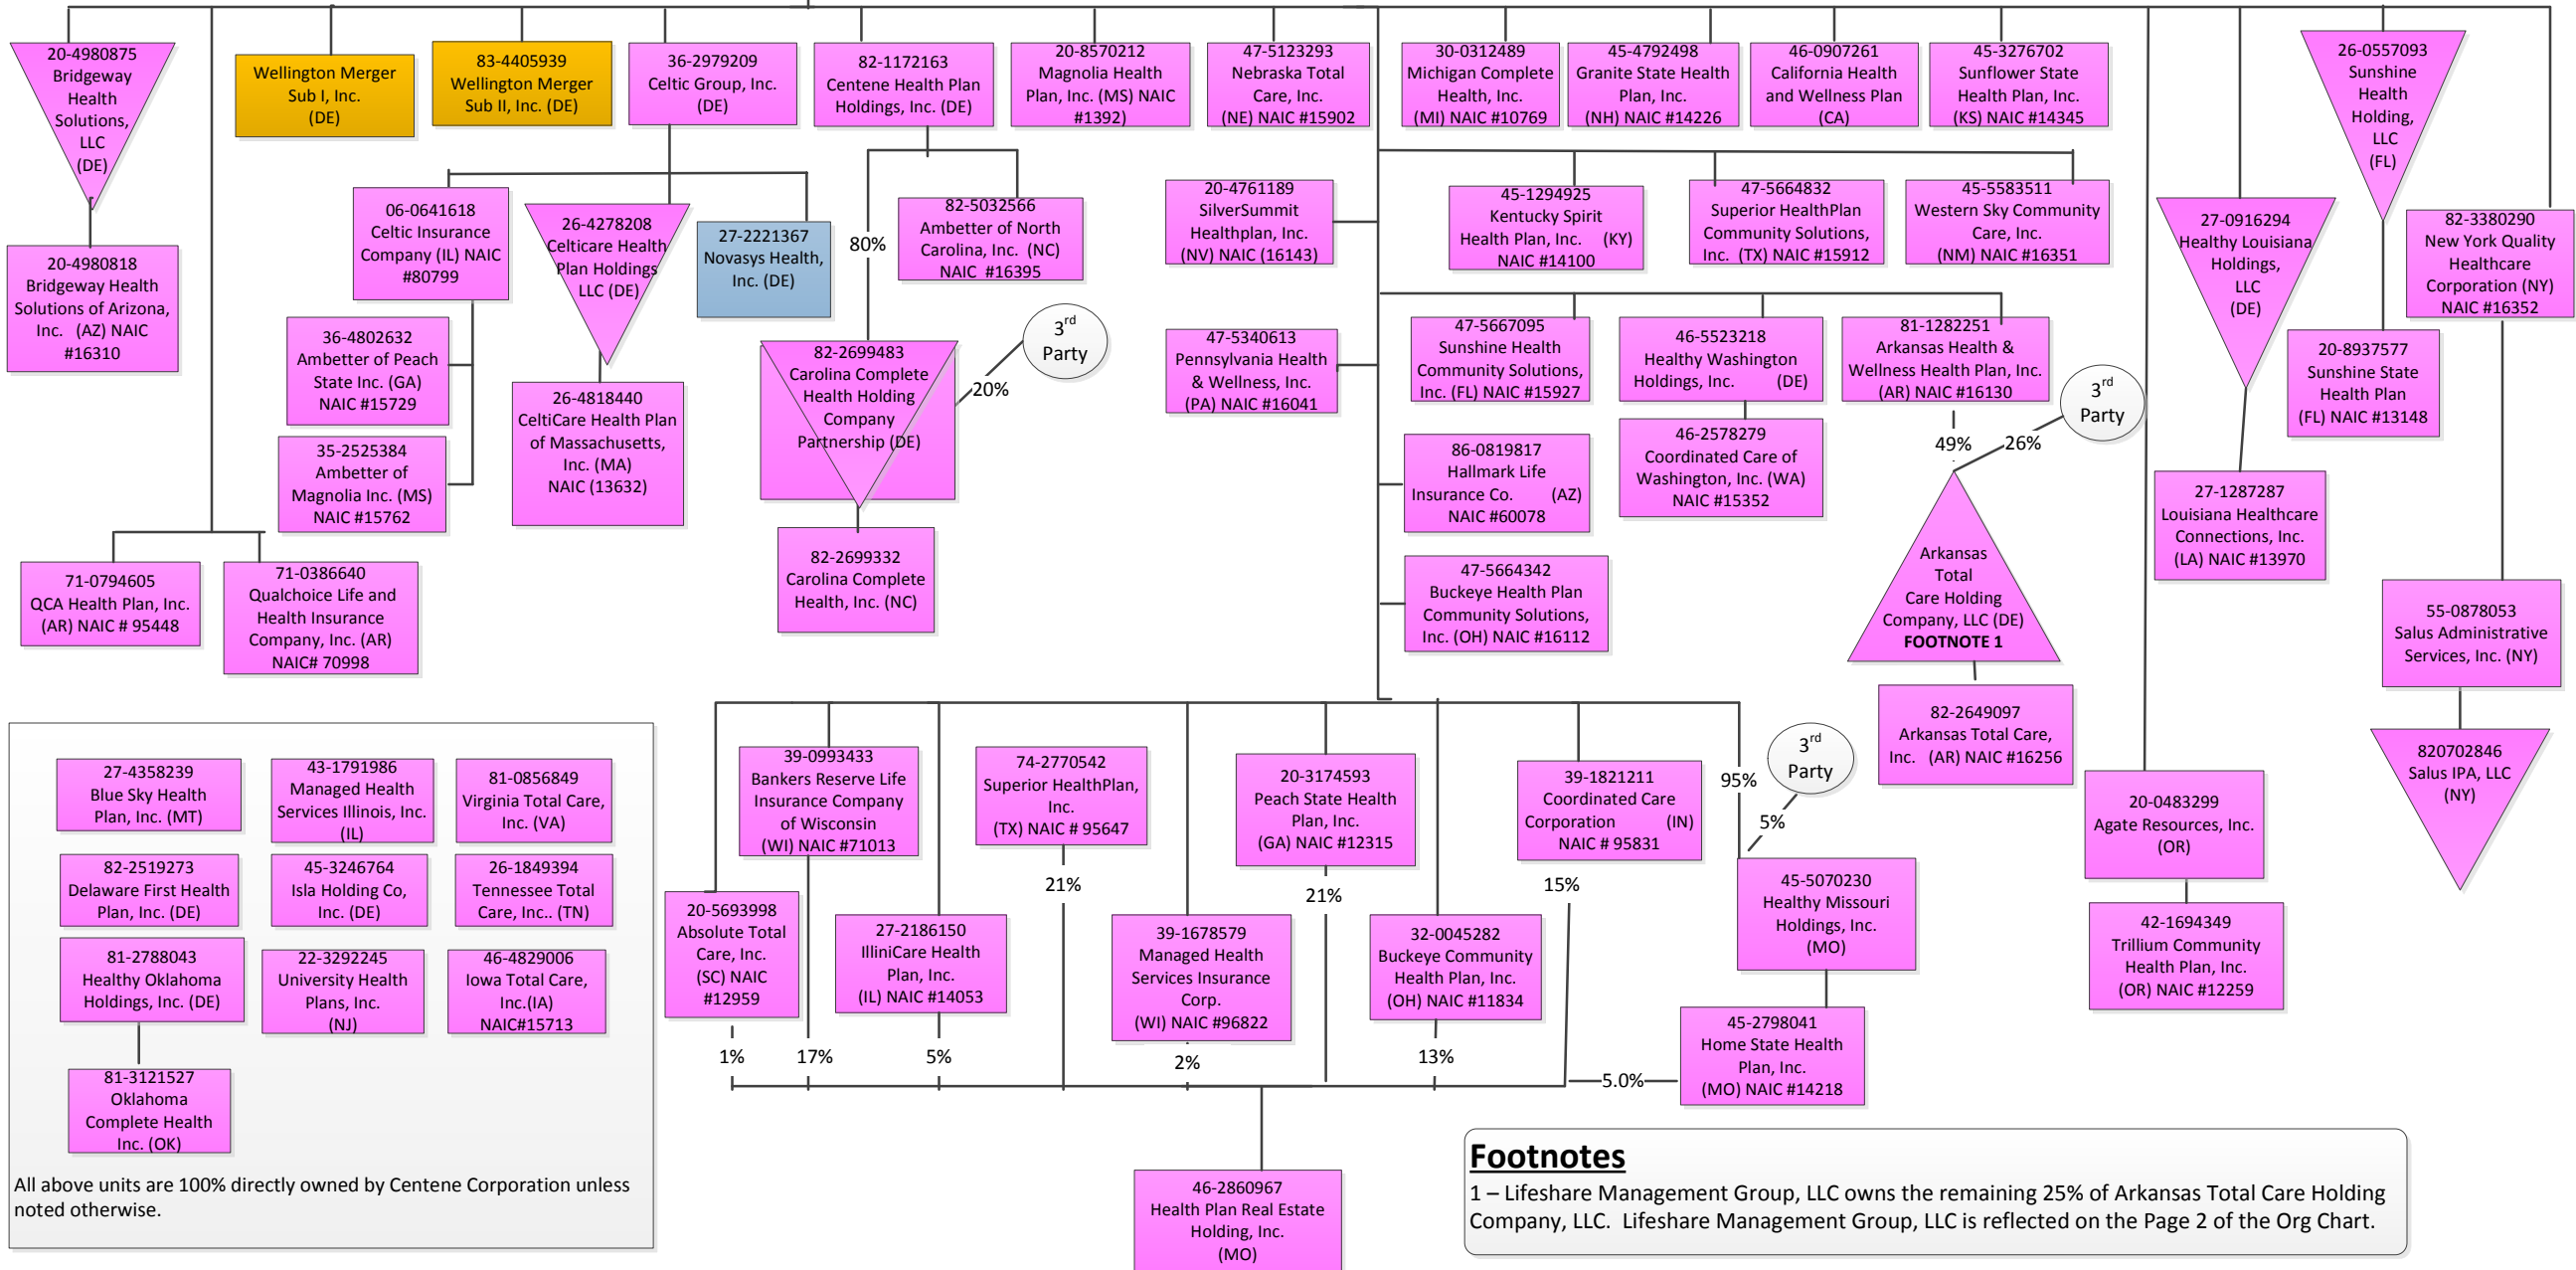 20-4980875
Bridgeway
Health
Solutions,
LLC
(DE)
Wellington Merger
Sub I, Inc.
(DE)
83-4405939
Wellington Merger
Sub II, Inc. (DE)
36-2979209
Celtic Group, Inc.
(DE)
82-1172163
Centene Health Plan
Holdings, Inc. (DE)
20-8570212
Magnolia Health
Plan, Inc. (MS) NAIC
#1392)
47-5123293
Nebraska Total
Care, Inc.
(NE) NAIC #15902
30-0312489
Michigan Complete
Health, Inc.
(MI) NAIC #10769
45-4792498
Granite State Health
Plan, Inc.
(NH) NAIC #14226
46-0907261
California Health
and Wellness Plan
(CA)
45-3276702
Sunflower State
Health Plan, Inc.
(KS) NAIC #14345
26-0557093
Sunshine
Health
Holding,
LLC
(FL)
20-4980818
Bridgeway Health
Solutions of Arizona,
Inc. (AZ) NAIC
#16310
06-0641618
Celtic Insurance
Company (IL) NAIC
#80799
26-4278208
Celticare Health
Plan Holdings
LLC (DE)
27-2221367
Novasys Health,
Inc. (DE)
80%
82-5032566
Ambetter of North
Carolina, Inc. (NC)
NAIC #16395
20-4761189
SilverSummit
Healthplan, Inc.
(NV) NAIC (16143)
45-1294925
Kentucky Spirit
Health Plan, Inc. (KY)
NAIC #14100
47-5664832
Superior HealthPlan
Community Solutions,
Inc. (TX) NAIC #15912
45-5583511
Western Sky Community
Care, Inc.
(NM) NAIC #16351
27-0916294
Healthy Louisiana
Holdings,
LLC
(DE)
82-3380290
New York Quality
Healthcare
Corporation (NY)
NAIC #16352
36-4802632
Ambetter of Peach
State Inc. (GA)
NAIC #15729
35-2525384
Ambetter of
Magnolia Inc. (MS)
NAIC #15762
26-4818440
CeltiCare Health Plan
of Massachusetts,
Inc. (MA)
NAIC (13632)
82-2699483
Carolina Complete
Health Holding
Company
Partnership (DE)
3rd
Party
20%
47-5340613
Pennsylvania Health
& Wellness, Inc.
(PA) NAIC #16041
47-5667095
Sunshine Health
Community Solutions,
Inc. (FL) NAIC #15927
46-5523218
Healthy Washington
Holdings, Inc. (DE)
81-1282251
Arkansas Health &
Wellness Health Plan, Inc.
(AR) NAIC #16130
3rd
Party
49%
26%
20-8937577
Sunshine State
Health Plan
(FL) NAIC #13148
86-0819817
Hallmark Life
Insurance Co. (AZ)
NAIC #60078
46-2578279
Coordinated Care of
Washington, Inc. (WA)
NAIC #15352
27-1287287
Louisiana Healthcare
Connections, Inc.
(LA) NAIC #13970
71-0794605
QCA Health Plan, Inc.
(AR) NAIC # 95448
71-0386640
Qualchoice Life and
Health Insurance
Company, Inc. (AR)
NAIC# 70998
82-2699332
Carolina Complete
Health, Inc. (NC)
47-5664342
Buckeye Health Plan
Community Solutions,
Inc. (OH) NAIC #16112
Arkansas
Total
Care Holding
Company, LLC (DE)
FOOTNOTE 1
55-0878053
Salus Administrative
Services, Inc. (NY)
82-2649097
Arkansas Total Care,
Inc. (AR) NAIC #16256
820702846
Salus IPA, LLC
(NY)
27-4358239
Blue Sky Health
Plan, Inc. (MT)
43-1791986
Managed Health
Services Illinois, Inc.
(IL)
81-0856849
Virginia Total Care,
Inc. (VA)
82-2519273
Delaware First Health
Plan, Inc. (DE)
45-3246764
Isla Holding Co,
Inc. (DE)
26-1849394
Tennessee Total
Care, Inc.. (TN)
81-2788043
Healthy Oklahoma
Holdings, Inc. (DE)
22-3292245
University Health
Plans, Inc.
(NJ)
46-4829006
Iowa Total Care,
Inc.(IA)
NAIC#15713
81-3121527
Oklahoma
Complete Health
Inc. (OK)
All above units are 100% directly owned by Centene Corporation unless
noted otherwise.
39-0993433
Bankers Reserve Life
Insurance Company
of Wisconsin
(WI) NAIC #71013
74-2770542
Superior HealthPlan,
Inc.
(TX) NAIC # 95647
20-3174593
Peach State Health
Plan, Inc.
(GA) NAIC #12315
39-1821211
Coordinated Care
Corporation (IN)
NAIC # 95831
95%
3rd
Party
5%
20-0483299
Agate Resources, Inc.
(OR)
21%
21%
15%
20-5693998
Absolute Total
Care, Inc.
(SC) NAIC
#12959
27-2186150
IlliniCare Health
Plan, Inc.
(IL) NAIC #14053
39-1678579
Managed Health
Services Insurance
Corp.
(WI) NAIC #96822
32-0045282
Buckeye Community
Health Plan, Inc.
(OH) NAIC #11834
45-5070230
Healthy Missouri
Holdings, Inc.
(MO)
42-1694349
Trillium Community
Health Plan, Inc.
(OR) NAIC #12259
1%
17%
5%
2%
13%
5.0%
45-2798041
Home State Health
Plan, Inc.
(MO) NAIC #14218
46-2860967
Health Plan Real Estate
Holding, Inc.
(MO)
Footnotes
1 – Lifeshare Management Group, LLC owns the remaining 25% of Arkansas Total Care Holding
Company, LLC. Lifeshare Management Group, LLC is reflected on the Page 2 of the Org Chart.